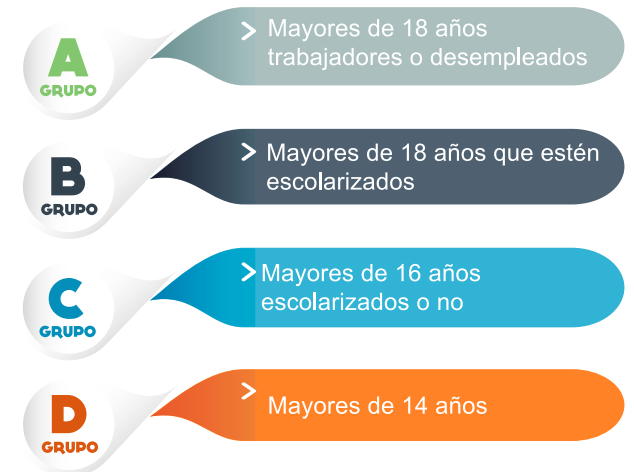 A
GRUPO
> Mayores de 18 años
trabajadores o desempleados
B
GRUPO
> Mayores de 18 años que estén
escolarizados
C
GRUPO
> Mayores de 16 años
escolarizados o no
D
GRUPO
> Mayores de 14 años